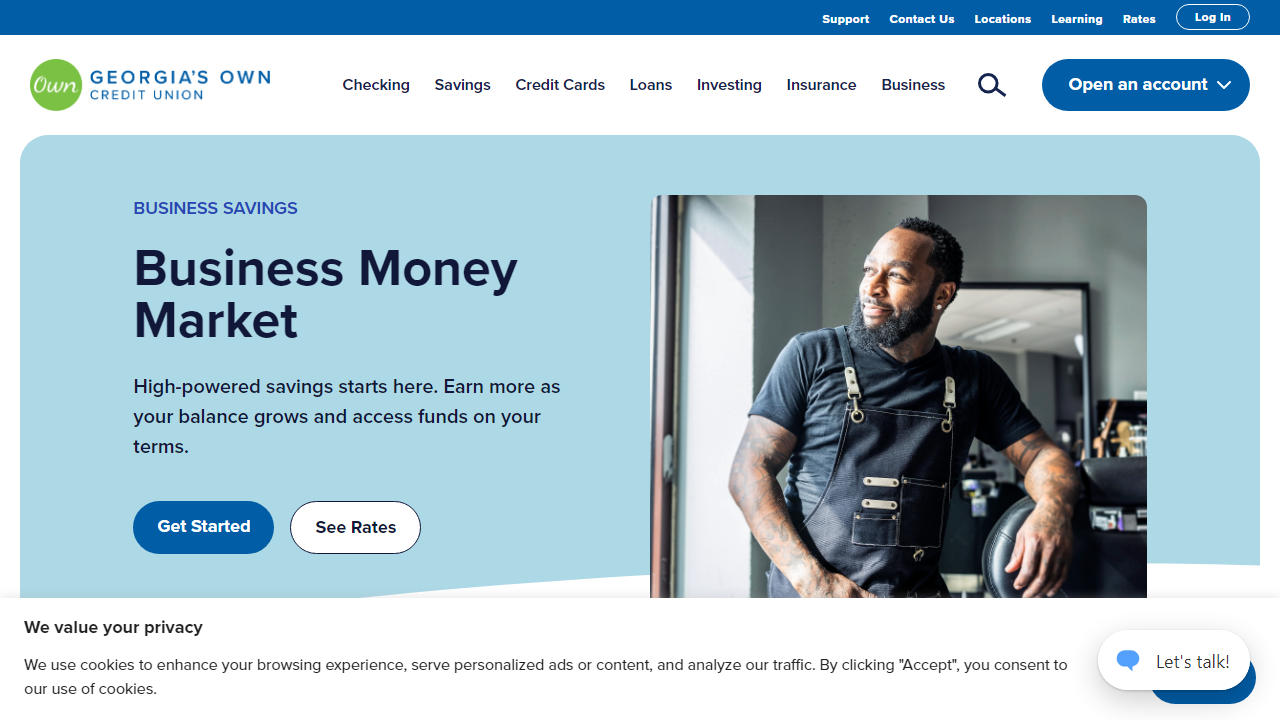 Support Contact Us Locations Learning Rates Log In
Own GEORGIA'S OWN
CREDIT UNION
Checking Savings Credit Cards Loans Investing Insurance Business Open an account
BUSINESS SAVINGS
Business Money
Market
High-powered savings starts here. Earn more as
your balance grows and access funds on your
terms.
Get Started See Rates
We value your privacy
We use cookies to enhance your browsing experience, serve personalized ads or content, and analyze our traffic. By clicking "Accept", you consent to
our use of cookies.
Let's talk!